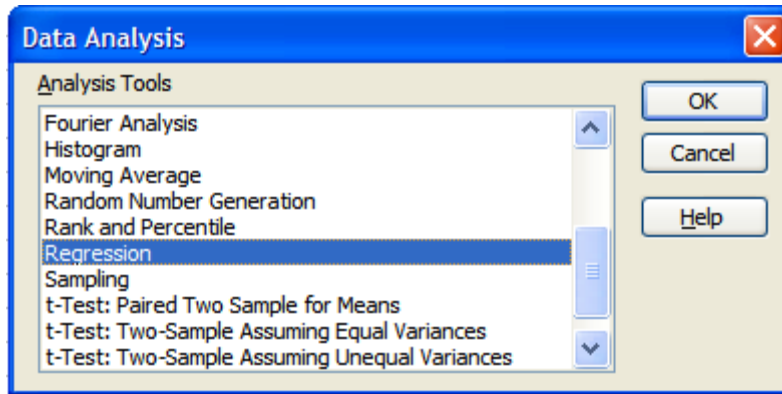 Data Analysis
Analysis Tools
Fourier Analysis
Histogram
Moving Average
Random Number Generation
Rank and Percentile
Regression
Sampling
t-Test: Paired Two Sample for Means
t-Test: Two-Sample Assuming Equal Variances
t-Test: Two-Sample Assuming Unequal Variances
OK
Cancel
Help